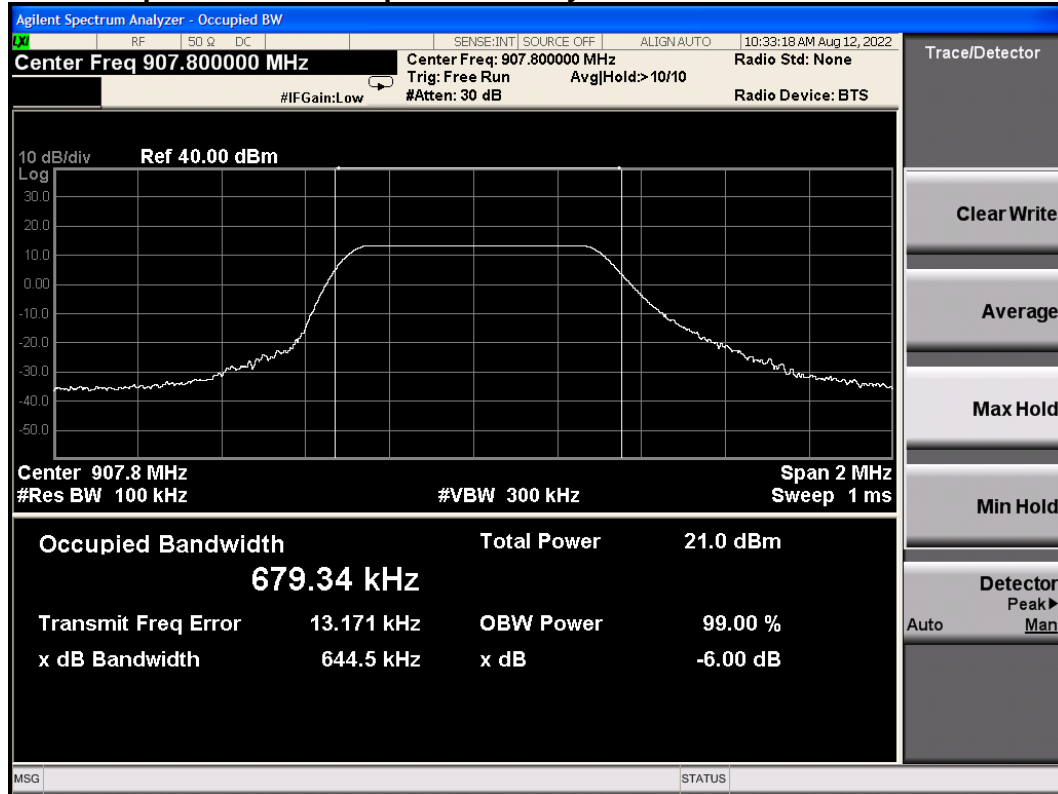 Agilent Spectrum Analyzer - Occupied BW
LXI RF 50 Ω DC SENSE:INT SOURCE OFF ALIGN AUTO 10:33:18 AM Aug 12, 2022
Center Freq 907.800000 MHz
Center Freq: 907.800000 MHz
Radio Std: None
Trig: Free Run Avg|Hold:>10/10
#IFGain:Low
#Atten: 30 dB
Radio Device: BTS
10 dB/div Ref 40.00 dBm
Log
30.0
20.0
10.0
0.00
-10.0
-20.0
-30.0
-40.0
-50.0
Center 907.8 MHz Span 2 MHz
#Res BW 100 kHz #VBW 300 kHz Sweep 1 ms
Occupied Bandwidth Total Power 21.0 dBm
679.34 kHz
Transmit Freq Error 13.171 kHz OBW Power 99.00 %
x dB Bandwidth 644.5 kHz x dB -6.00 dB
MSG STATUS
Trace/Detector
Clear Write
Average
Max Hold
Min Hold
Detector
Peak▶
Auto Man